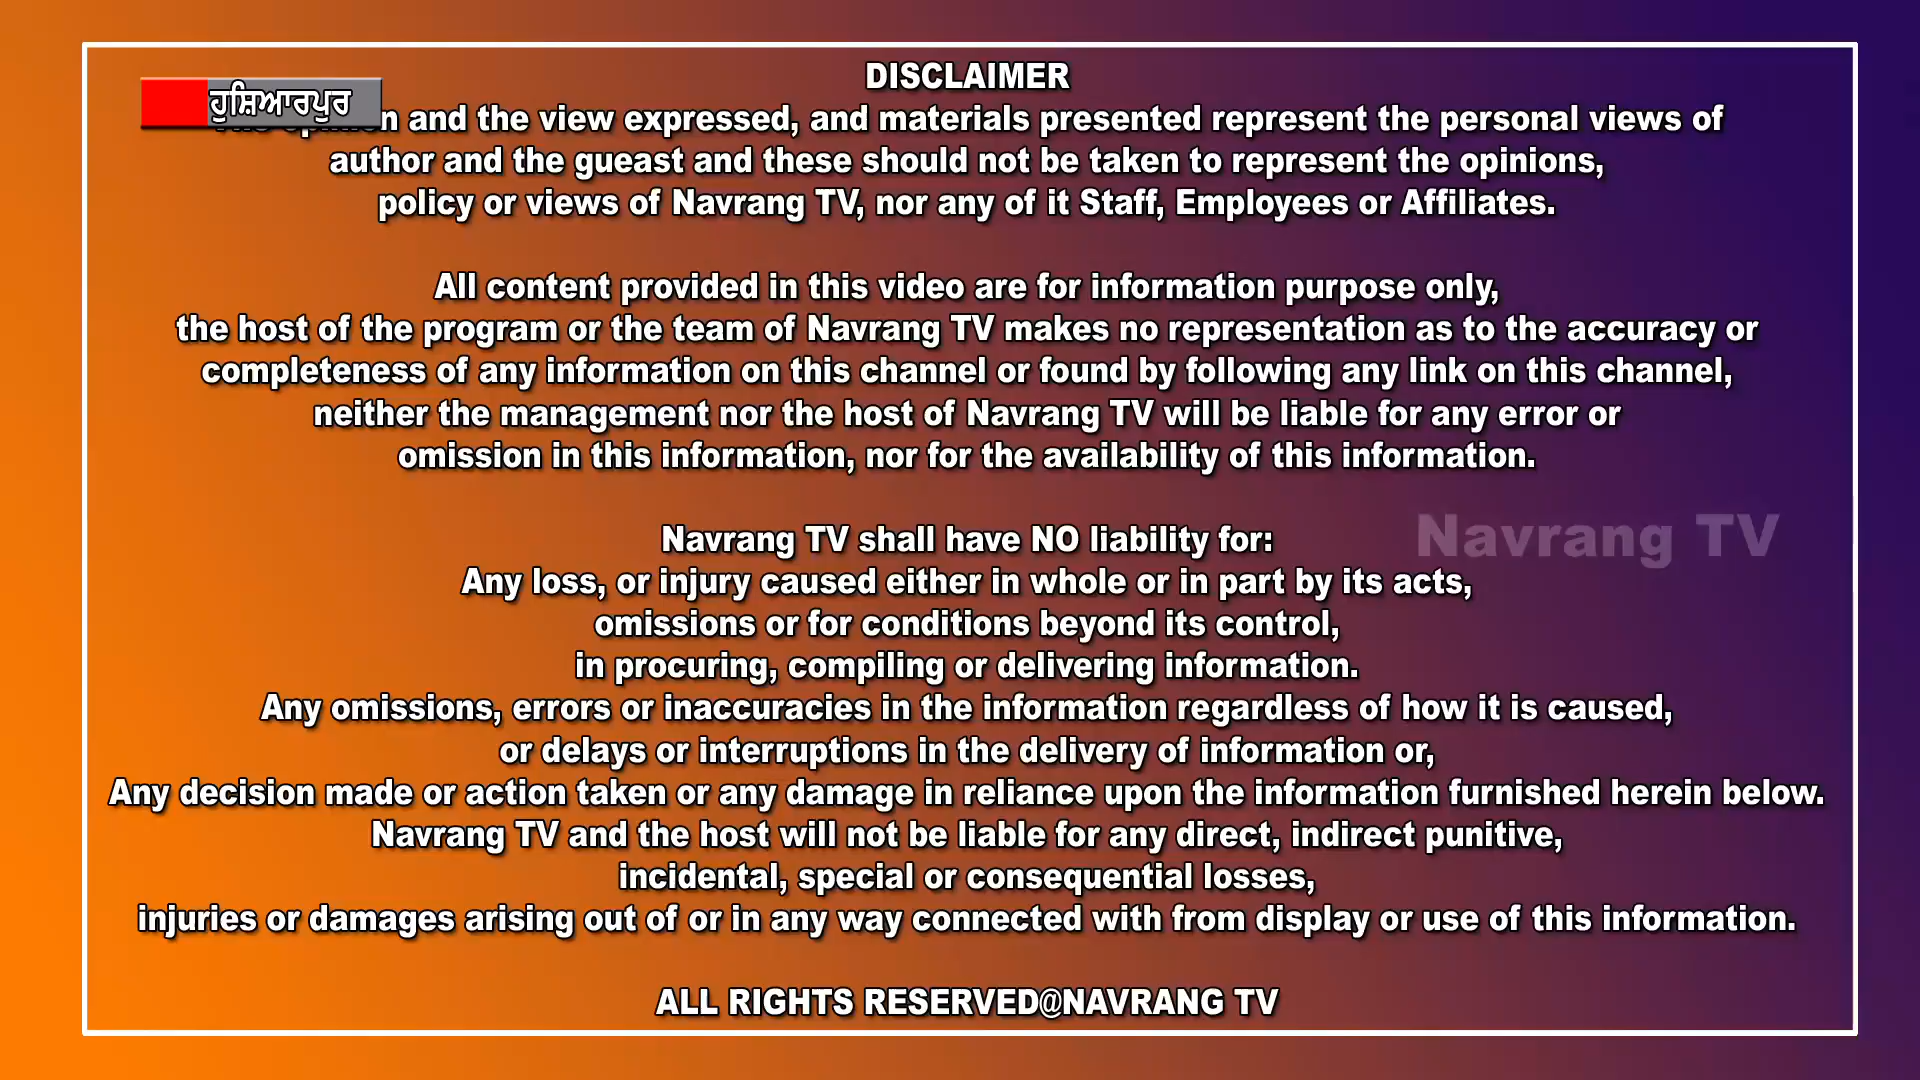 DISCLAIMER
ਹੁਸ਼ਿਆਰਪੁਰ
and the view expressed, and materials presented represent the personal views of
author and the gueast and these should not be taken to represent the opinions,
policy or views of Navrang TV, nor any of it Staff, Employees or Affiliates.
All content provided in this video are for information purpose only,
the host of the program or the team of Navrang TV makes no representation as to the accuracy or
completeness of any information on this channel or found by following any link on this channel,
neither the management nor the host of Navrang TV will be liable for any error or
omission in this information, nor for the availability of this information.
Navrang TV shall have NO liability for:
Navrang TV
Any loss, or injury caused either in whole or in part by its acts,
omissions or for conditions beyond its control,
in procuring, compiling or delivering information.
Any omissions, errors or inaccuracies in the information regardless of how it is caused,
or delays or interruptions in the delivery of information or,
Any decision made or action taken or any damage in reliance upon the information furnished herein below.
Navrang TV and the host will not be liable for any direct, indirect punitive,
incidental, special or consequential losses,
injuries or damages arising out of or in any way connected with from display or use of this information.
ALL RIGHTS RESERVED@NAVRANG TV